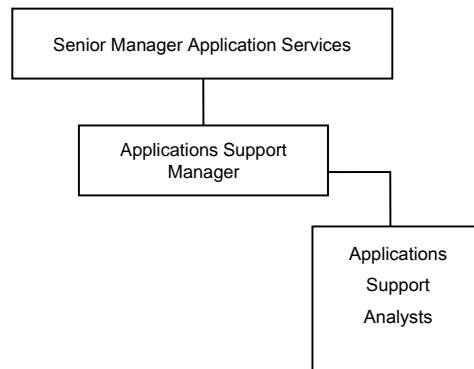 Senior Manager Application Services
Applications Support
Manager
Applications
Support
Analysts